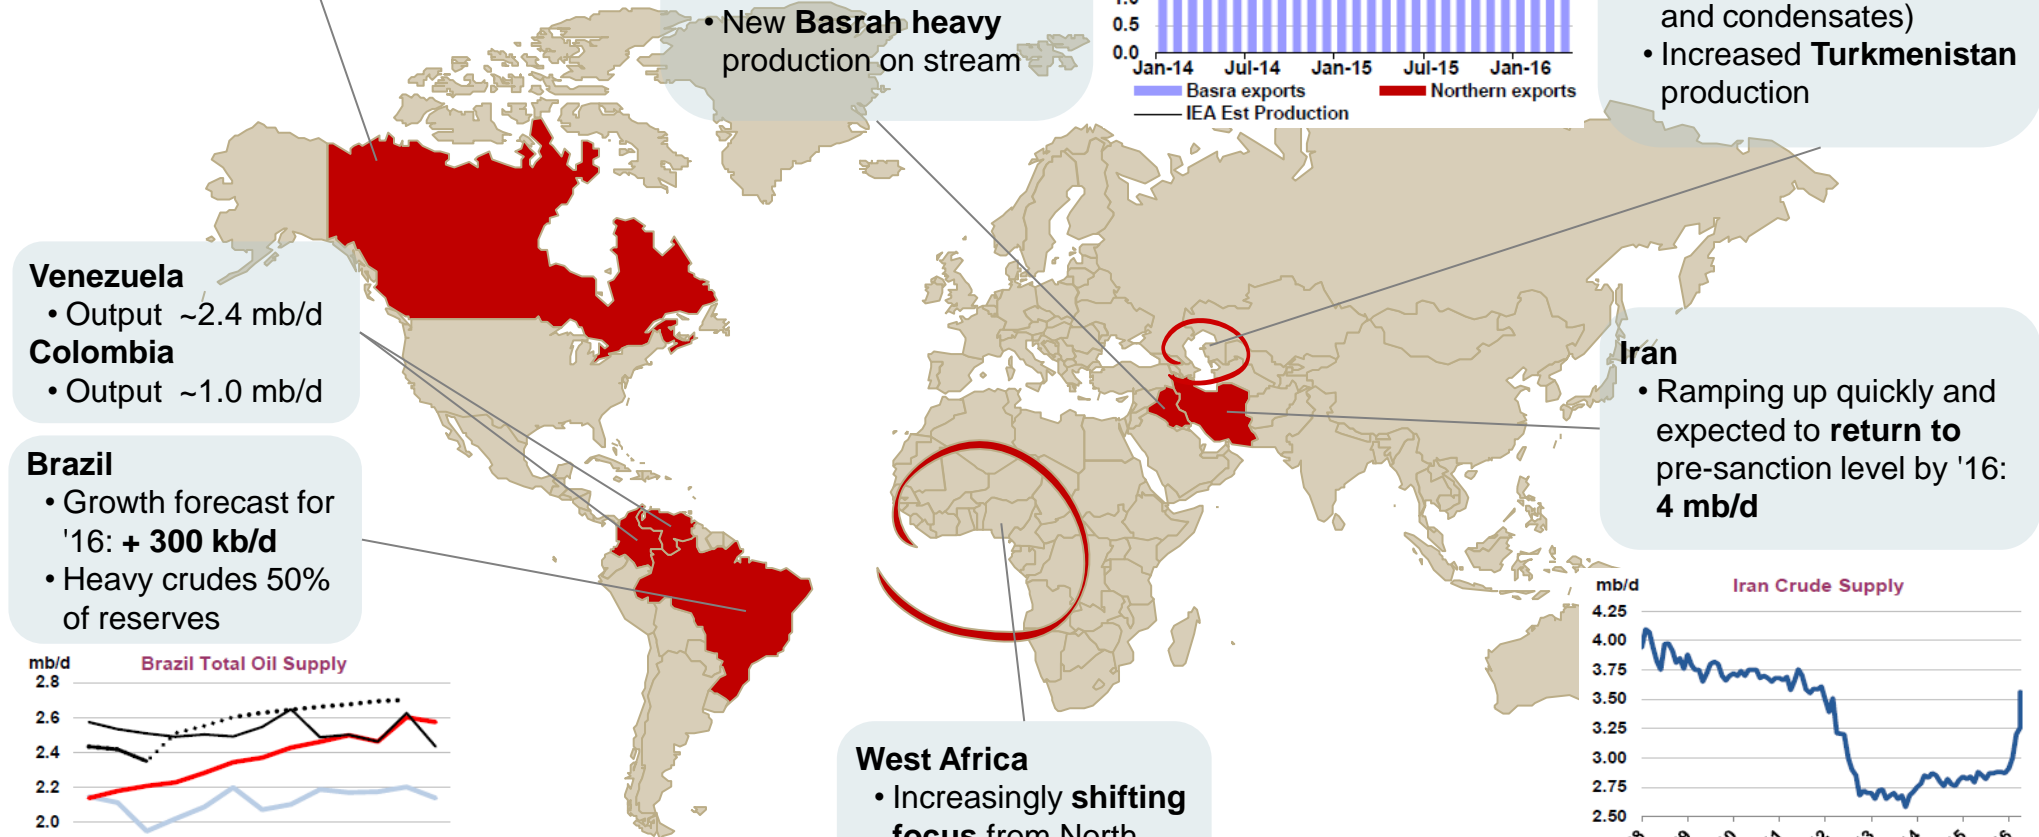 • New Basrah heavy
production on stream
1.0
0.5
0.0
Jan-14 Jul-14 Jan-15 Jul-15 Jan-16
Basra exports Northern exports
IEA Est Production
and condensates)
• Increased Turkmenistan
production
Venezuela
• Output ~2.4 mb/d
Colombia
• Output ~1.0 mb/d
Brazil
• Growth forecast for
'16: + 300 kb/d
• Heavy crudes 50%
of reserves
Iran
• Ramping up quickly and
expected to return to
pre-sanction level by '16:
4 mb/d
mb/d Brazil Total Oil Supply
2.8
2.6
2.4
2.2
2.0
West Africa
• Increasingly shifting
focus from North
mb/d Iran Crude Supply
4.25
4.00
3.75
3.50
3.25
3.00
2.75
2.50